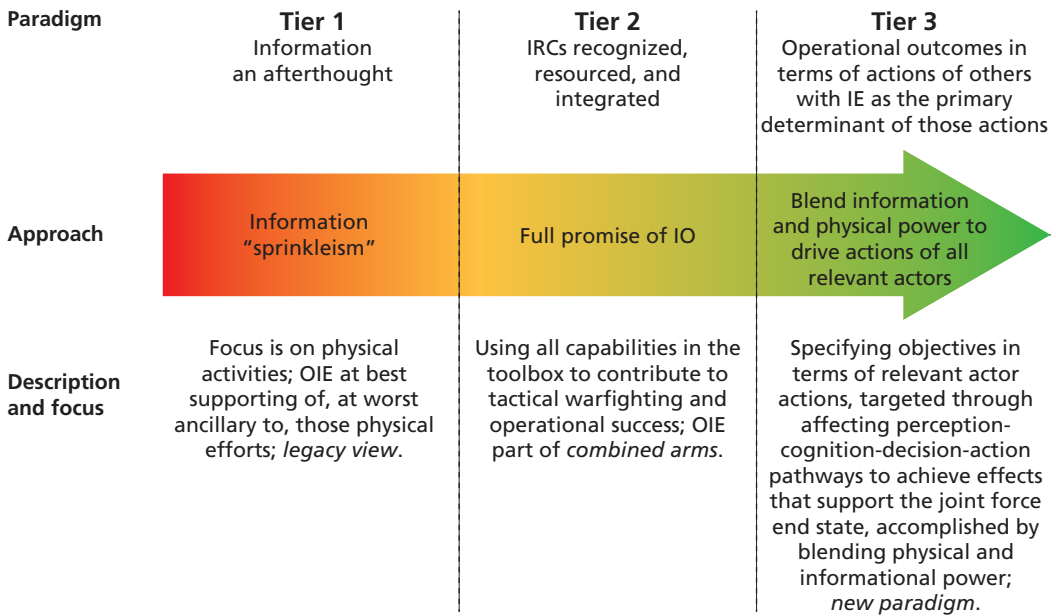 Paradigm
Tier 1
Information
an afterthought
Tier 2
IRCs recognized,
resourced, and
integrated
Tier 3
Operational outcomes in
terms of actions of others
with IE as the primary
determinant of those actions
Approach
Information
“sprinkleism”
Full promise of IO
Blend information
and physical power to
drive actions of all
relevant actors
Description
and focus
Focus is on physical
activities; OIE at best
supporting of, at worst
ancillary to, those physical
efforts; legacy view.
Using all capabilities in the
toolbox to contribute to
tactical warfighting and
operational success; OIE
part of combined arms.
Specifying objectives in
terms of relevant actor
actions, targeted through
affecting perception-
cognition-decision-action
pathways to achieve effects
that support the joint force
end state, accomplished by
blending physical and
informational power;
new paradigm.